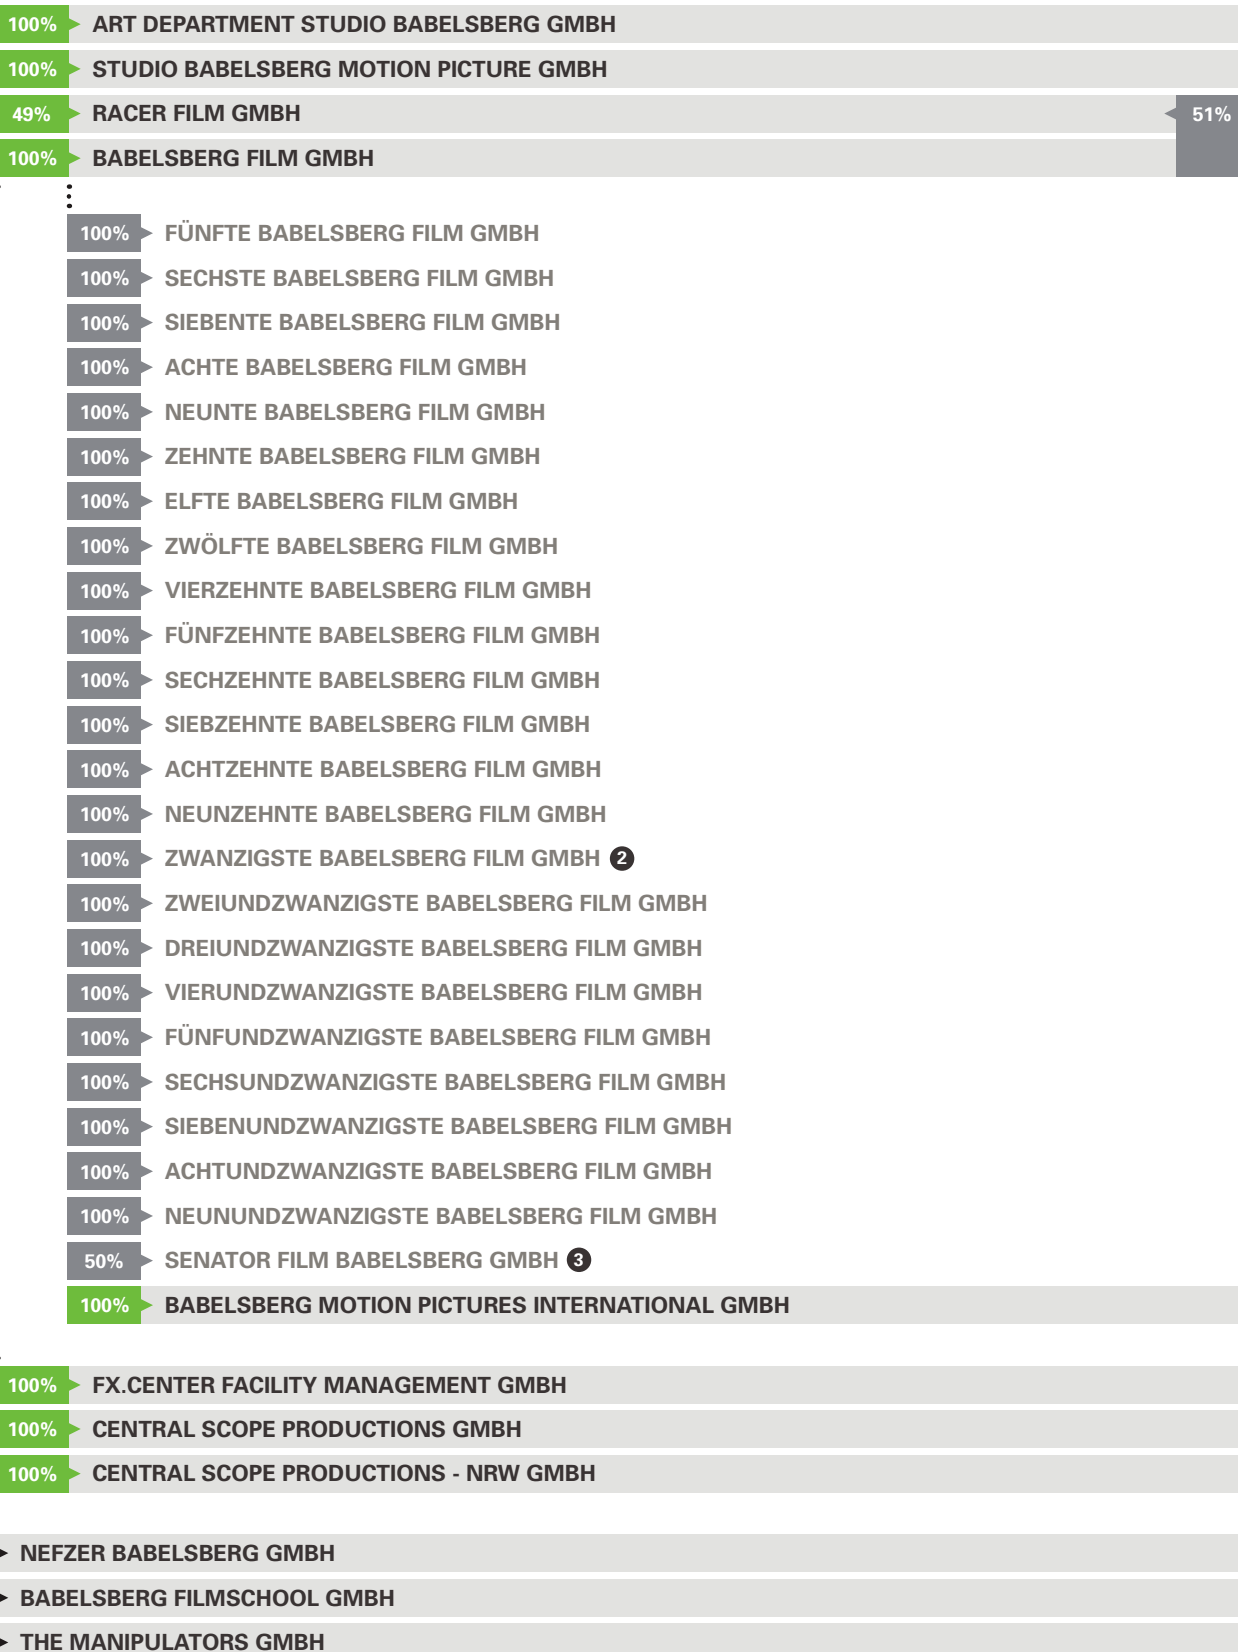 100% ART DEPARTMENT STUDIO BABELSBERG GMBH
100% STUDIO BABELSBERG MOTION PICTURE GMBH
49% RACER FILM GMBH 51%
100% BABELSBERG FILM GMBH
100% FÜNFTE BABELSBERG FILM GMBH
100% SECHSTE BABELSBERG FILM GMBH
100% SIEBENTE BABELSBERG FILM GMBH
100% ACHTE BABELSBERG FILM GMBH
100% NEUNTE BABELSBERG FILM GMBH
100% ZEHNTE BABELSBERG FILM GMBH
100% ELFTE BABELSBERG FILM GMBH
100% ZWÖLFTE BABELSBERG FILM GMBH
100% VIERZEHNTE BABELSBERG FILM GMBH
100% FÜNFZEHNTE BABELSBERG FILM GMBH
100% SECHZEHNTE BABELSBERG FILM GMBH
100% SIEBZEHNTE BABELSBERG FILM GMBH
100% ACHTZEHNTE BABELSBERG FILM GMBH
100% NEUNZEHNTE BABELSBERG FILM GMBH
100% ZWANZIGSTE BABELSBERG FILM GMBH 2
100% ZWEIUNDZWANZIGSTE BABELSBERG FILM GMBH
100% DREIUNDZWANZIGSTE BABELSBERG FILM GMBH
100% VIERUNDZWANZIGSTE BABELSBERG FILM GMBH
100% FÜNFUNDZWANZIGSTE BABELSBERG FILM GMBH
100% SECHSUNDZWANZIGSTE BABELSBERG FILM GMBH
100% SIEBENUNDZWANZIGSTE BABELSBERG FILM GMBH
100% ACHTUNDZWANZIGSTE BABELSBERG FILM GMBH
100% NEUNUNDZWANZIGSTE BABELSBERG FILM GMBH
50% SENATOR FILM BABELSBERG GMBH 3
100% BABELSBERG MOTION PICTURES INTERNATIONAL GMBH
100% FX.CENTER FACILITY MANAGEMENT GMBH
100% CENTRAL SCOPE PRODUCTIONS GMBH
100% CENTRAL SCOPE PRODUCTIONS - NRW GMBH
NEFZER BABELSBERG GMBH
BABELSBERG FILMSCHOOL GMBH
THE MANIPULATORS GMBH